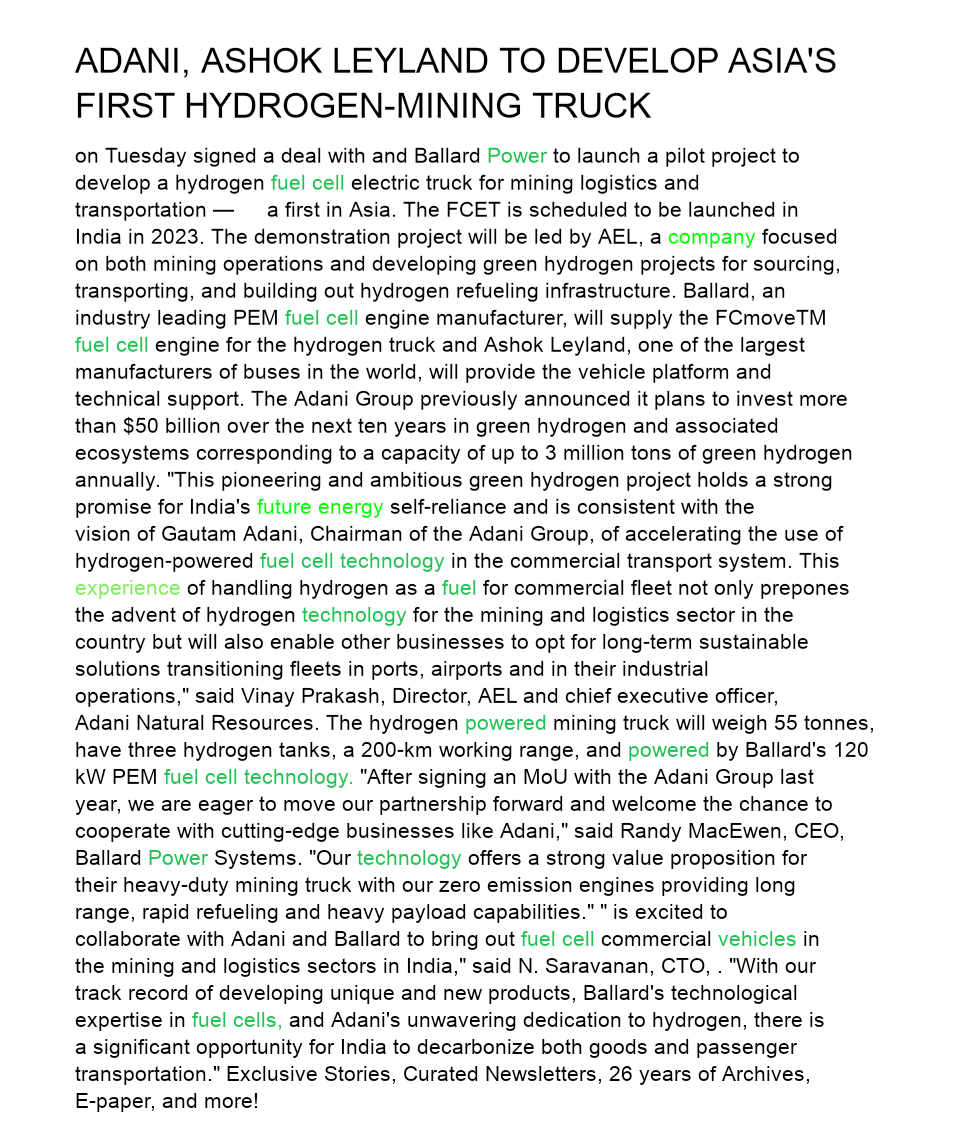 ADANI, ASHOK LEYLAND TO DEVELOP ASIA'S
FIRST HYDROGEN-MINING TRUCK
on Tuesday signed a deal with and Ballard Power to launch a pilot project to
develop a hydrogen fuel cell electric truck for mining logistics and
transportation — a first in Asia. The FCET is scheduled to be launched in
India in 2023. The demonstration project will be led by AEL, a company focused
on both mining operations and developing green hydrogen projects for sourcing,
transporting, and building out hydrogen refueling infrastructure. Ballard, an
industry leading PEM fuel cell engine manufacturer, will supply the FCmoveTM
fuel cell engine for the hydrogen truck and Ashok Leyland, one of the largest
manufacturers of buses in the world, will provide the vehicle platform and
technical support. The Adani Group previously announced it plans to invest more
than $50 billion over the next ten years in green hydrogen and associated
ecosystems corresponding to a capacity of up to 3 million tons of green hydrogen
annually. "This pioneering and ambitious green hydrogen project holds a strong
promise for India's future energy self-reliance and is consistent with the
vision of Gautam Adani, Chairman of the Adani Group, of accelerating the use of
hydrogen-powered fuel cell technology in the commercial transport system. This
experience of handling hydrogen as a fuel for commercial fleet not only prepones
the advent of hydrogen technology for the mining and logistics sector in the
country but will also enable other businesses to opt for long-term sustainable
solutions transitioning fleets in ports, airports and in their industrial
operations," said Vinay Prakash, Director, AEL and chief executive officer,
Adani Natural Resources. The hydrogen powered mining truck will weigh 55 tonnes,
have three hydrogen tanks, a 200-km working range, and powered by Ballard's 120
kW PEM fuel cell technology. "After signing an MoU with the Adani Group last
year, we are eager to move our partnership forward and welcome the chance to
cooperate with cutting-edge businesses like Adani," said Randy MacEwen, CEO,
Ballard Power Systems. "Our technology offers a strong value proposition for
their heavy-duty mining truck with our zero emission engines providing long
range, rapid refueling and heavy payload capabilities." " is excited to
collaborate with Adani and Ballard to bring out fuel cell commercial vehicles in
the mining and logistics sectors in India," said N. Saravanan, CTO, . "With our
track record of developing unique and new products, Ballard's technological
expertise in fuel cells, and Adani's unwavering dedication to hydrogen, there is
a significant opportunity for India to decarbonize both goods and passenger
transportation." Exclusive Stories, Curated Newsletters, 26 years of Archives,
E-paper, and more!